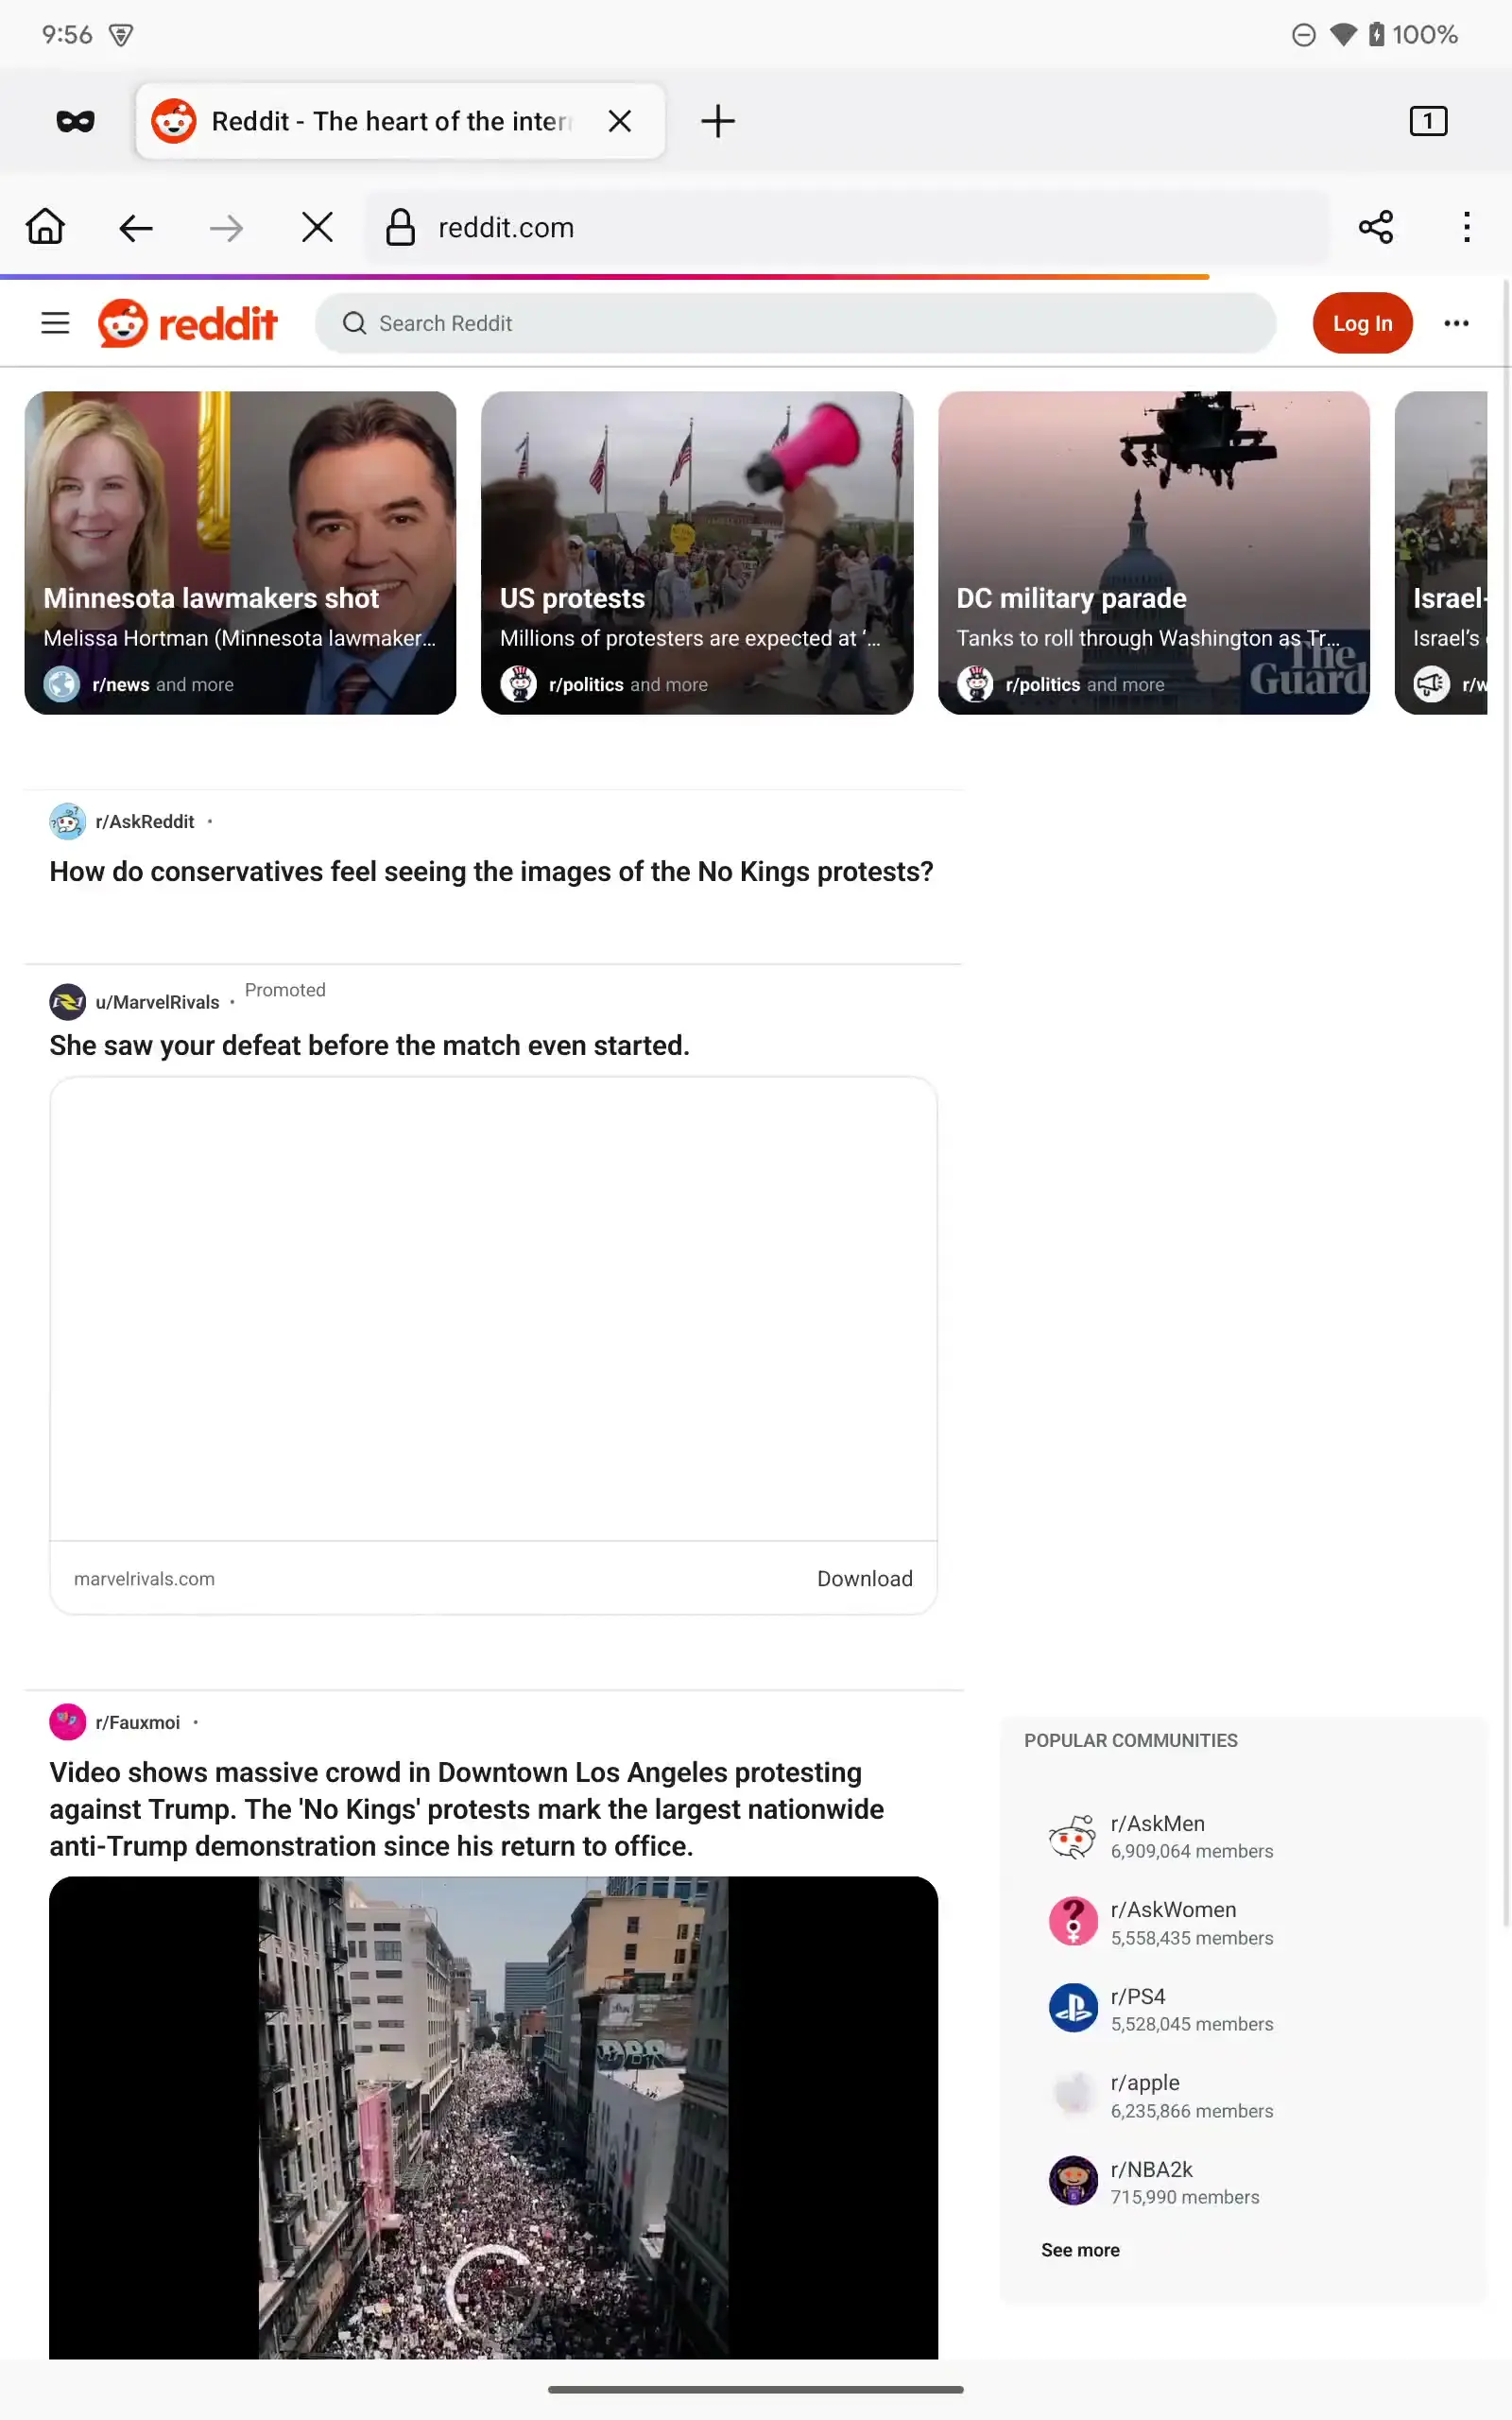 9:56
100%
Reddit - The heart of the inter
1
reddit.com
reddit
Search Reddit
Log In
Minnesota lawmakers shot
Melissa Hortman (Minnesota lawmaker...
r/news and more
US protests
Millions of protesters are expected at ‘...
r/politics and more
DC military parade
Tanks to roll through Washington as Tr...
The
Guard
r/politics and more
Israel-
Israel’s
r/w
r/AskReddit •
How do conservatives feel seeing the images of the No Kings protests?
u/MarvelRivals • Promoted
She saw your defeat before the match even started.
marvelrivals.com
Download
r/Fauxmoi •
Video shows massive crowd in Downtown Los Angeles protesting
against Trump. The 'No Kings' protests mark the largest nationwide
anti-Trump demonstration since his return to office.
POPULAR COMMUNITIES
r/AskMen
6,909,064 members
r/AskWomen
5,558,435 members
r/PS4
5,528,045 members
r/apple
6,235,866 members
r/NBA2k
715,990 members
See more